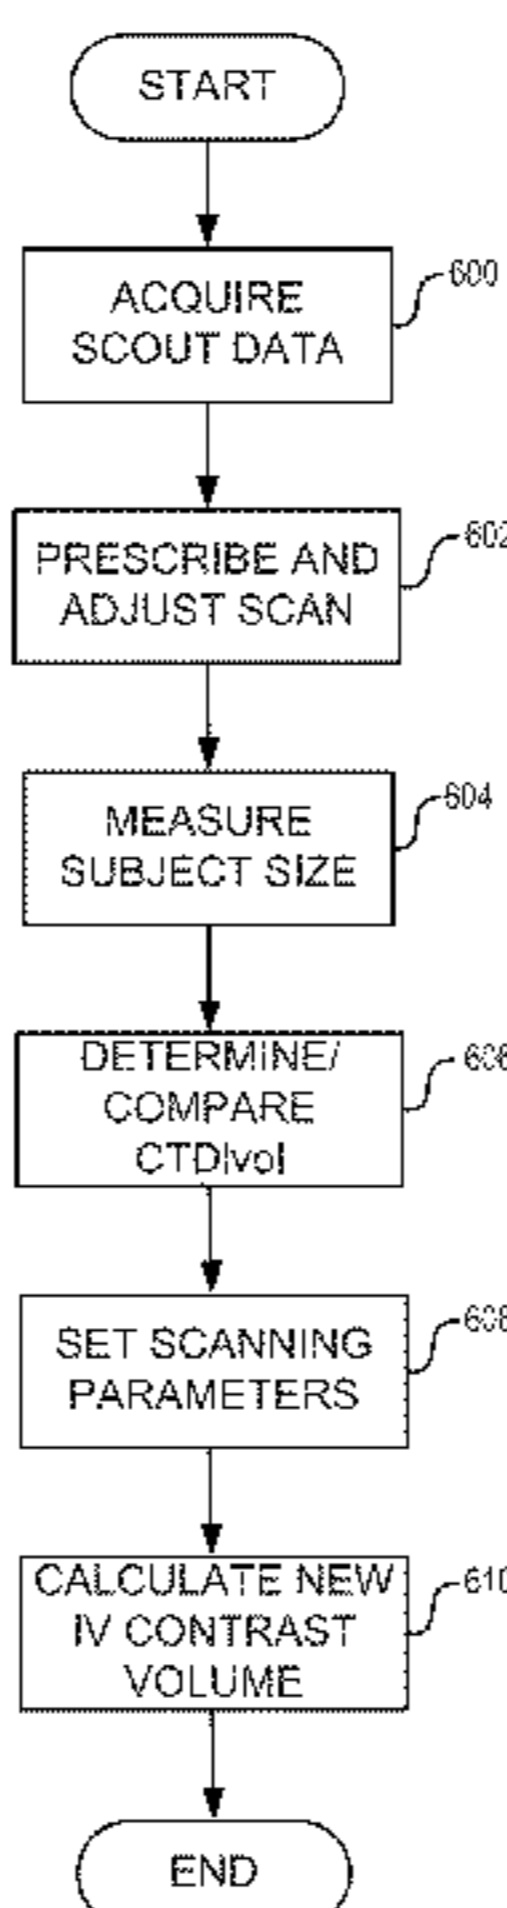 START
ACQUIRE
SCOUT DATA
600
PRESCRIBE AND
ADJUST SCAN
602
MEASURE
SUBJECT SIZE
604
DETERMINE/
COMPARE
CTDIvol
606
SET SCANNING
PARAMETERS
608
CALCULATE NEW
IV CONTRAST
VOLUME
610
END